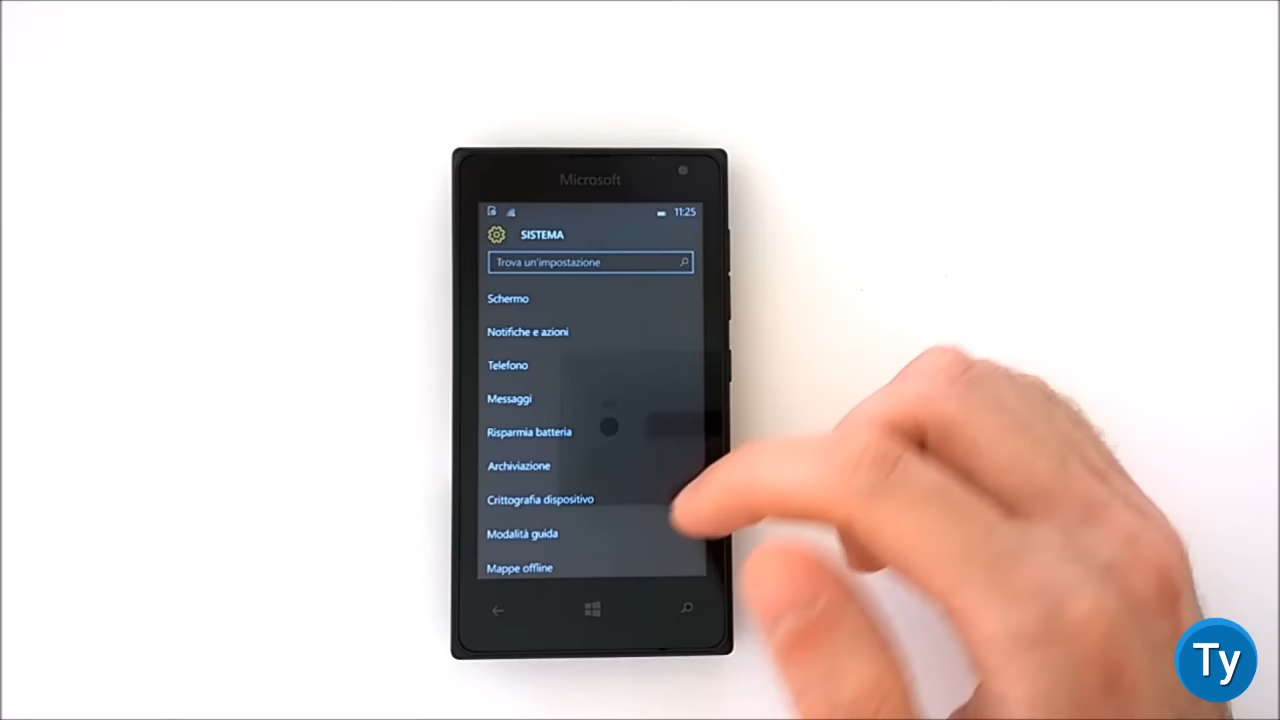 Microsoft
11:25
SISTEMA
Trova un'impostazione
Schermo
Notifiche e azioni
Telefono
Messaggi
Risparmia batteria
Archiviazione
Crittografia dispositivo
Modalità guida
Mappe offline
Ty